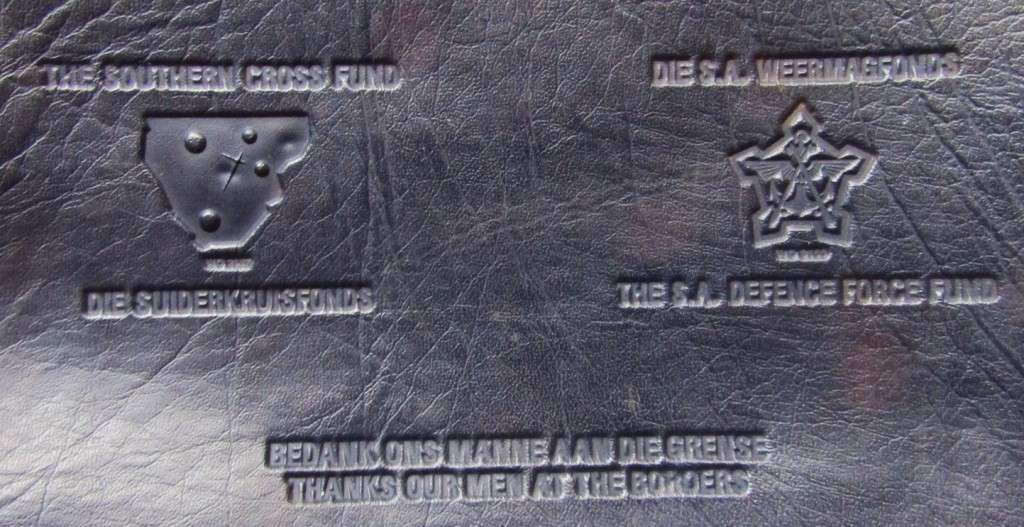 THE SOUTHERN CROSS FUND
DIE SUIDERKRUISFONDS
DIE S.A. WEERMAGFONDS
THE S.A. DEFENCE FORCE FUND
BEDANK ONS MANNE AAN DIE GRENSE
THANKS OUR MEN AT THE BORDERS